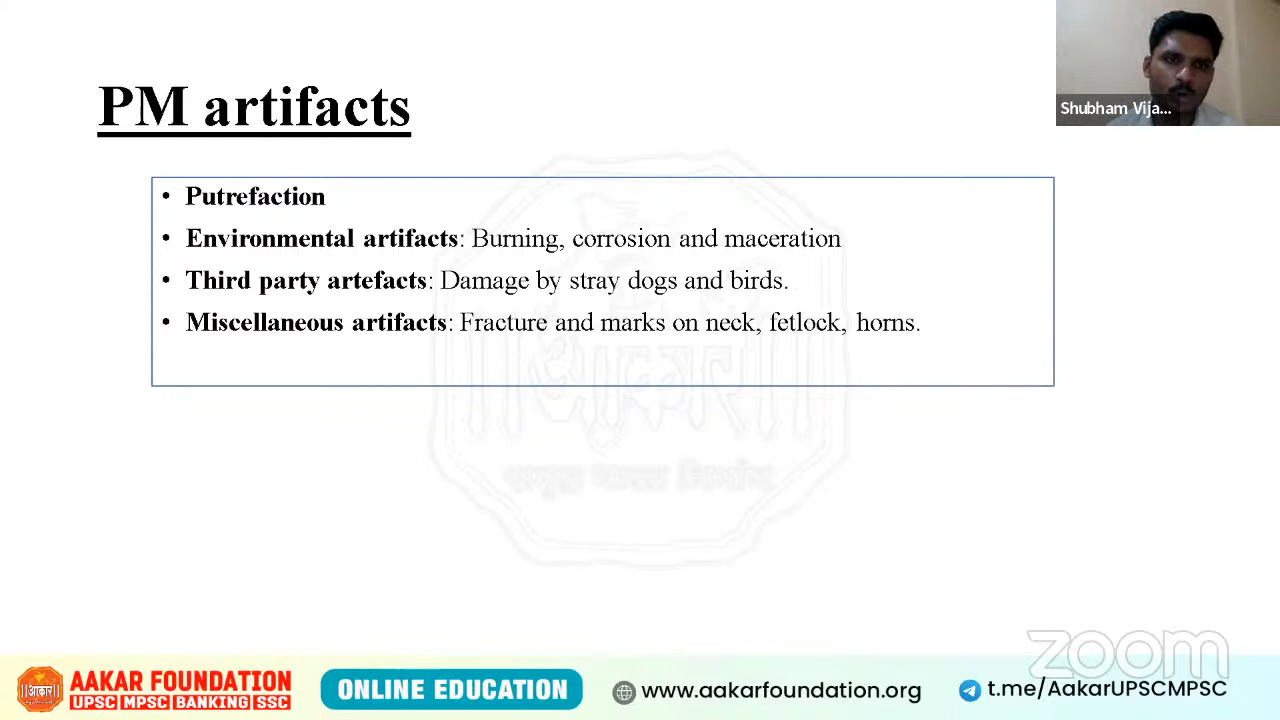 PM artifacts
Shubham Vija...
• Putrefaction
• Environmental artifacts: Burning, corrosion and maceration
• Third party artefacts: Damage by stray dogs and birds.
• Miscellaneous artifacts: Fracture and marks on neck, fetlock, horns.
आकार
zoom
आकार
AAKAR FOUNDATION
UPSC MPSC BANKING SSC
ONLINE EDUCATION
www.aakarfoundation.org
t.me/AakarUPSCMPSC